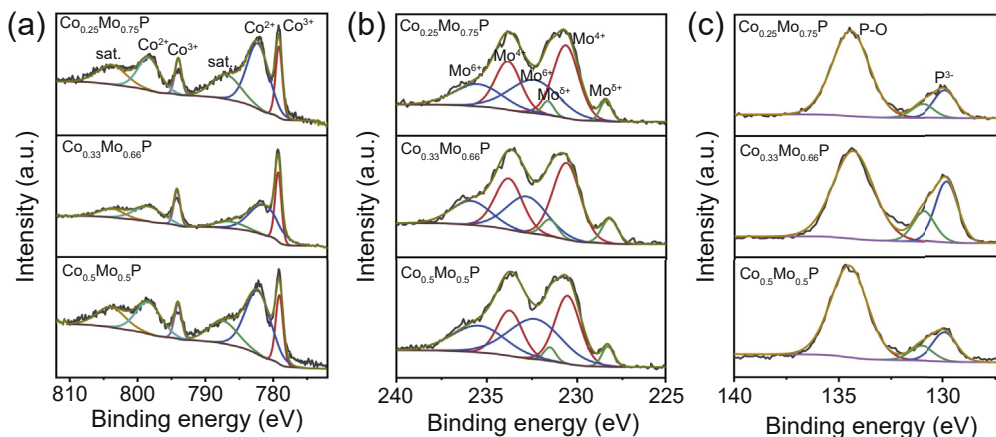 (a)
Co0.25Mo0.75P
sat.
Co2+
Co3+
sat.
Co2+
Co3+
Co0.33Mo0.66P
Co0.5Mo0.5P
Intensity (a.u.)
810 800 790 780
Binding energy (eV)
(b)
Co0.25Mo0.75P
Mo6+
Mo4+
Mo6+
Moδ+
Mo4+
Moδ+
Co0.33Mo0.66P
Co0.5Mo0.5P
Intensity (a.u.)
240 235 230 225
Binding energy (eV)
(c)
Co0.25Mo0.75P
P-O
P3-
Co0.33Mo0.66P
Co0.5Mo0.5P
Intensity (a.u.)
140 135 130
Binding energy (eV)